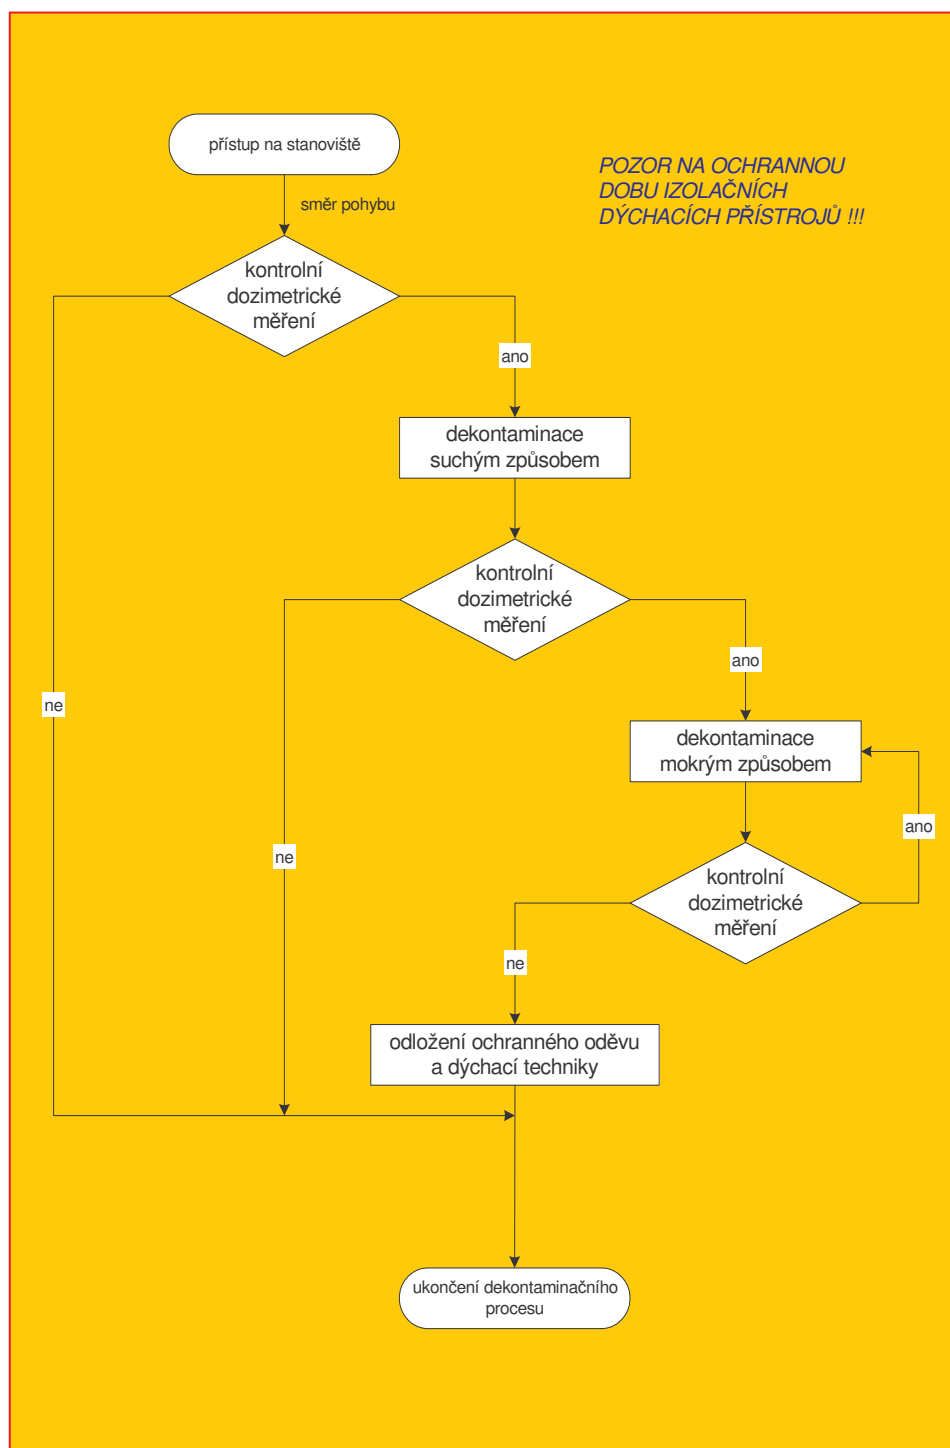 přístup na stanoviště
POZOR NA OCHRANNOU
DOBU IZOLAČNÍCH
DÝCHACÍCH PŘÍSTROJŮ !!!
směr pohybu
kontrolní
dozimetrické
měření
ano
dekontaminace
suchým způsobem
kontrolní
dozimetrické
měření
ano
ne
dekontaminace
mokrým způsobem
ano
ne
kontrolní
dozimetrické
měření
ne
odložení ochranného oděvu
a dýchací techniky
ukončení dekontaminačního
procesu